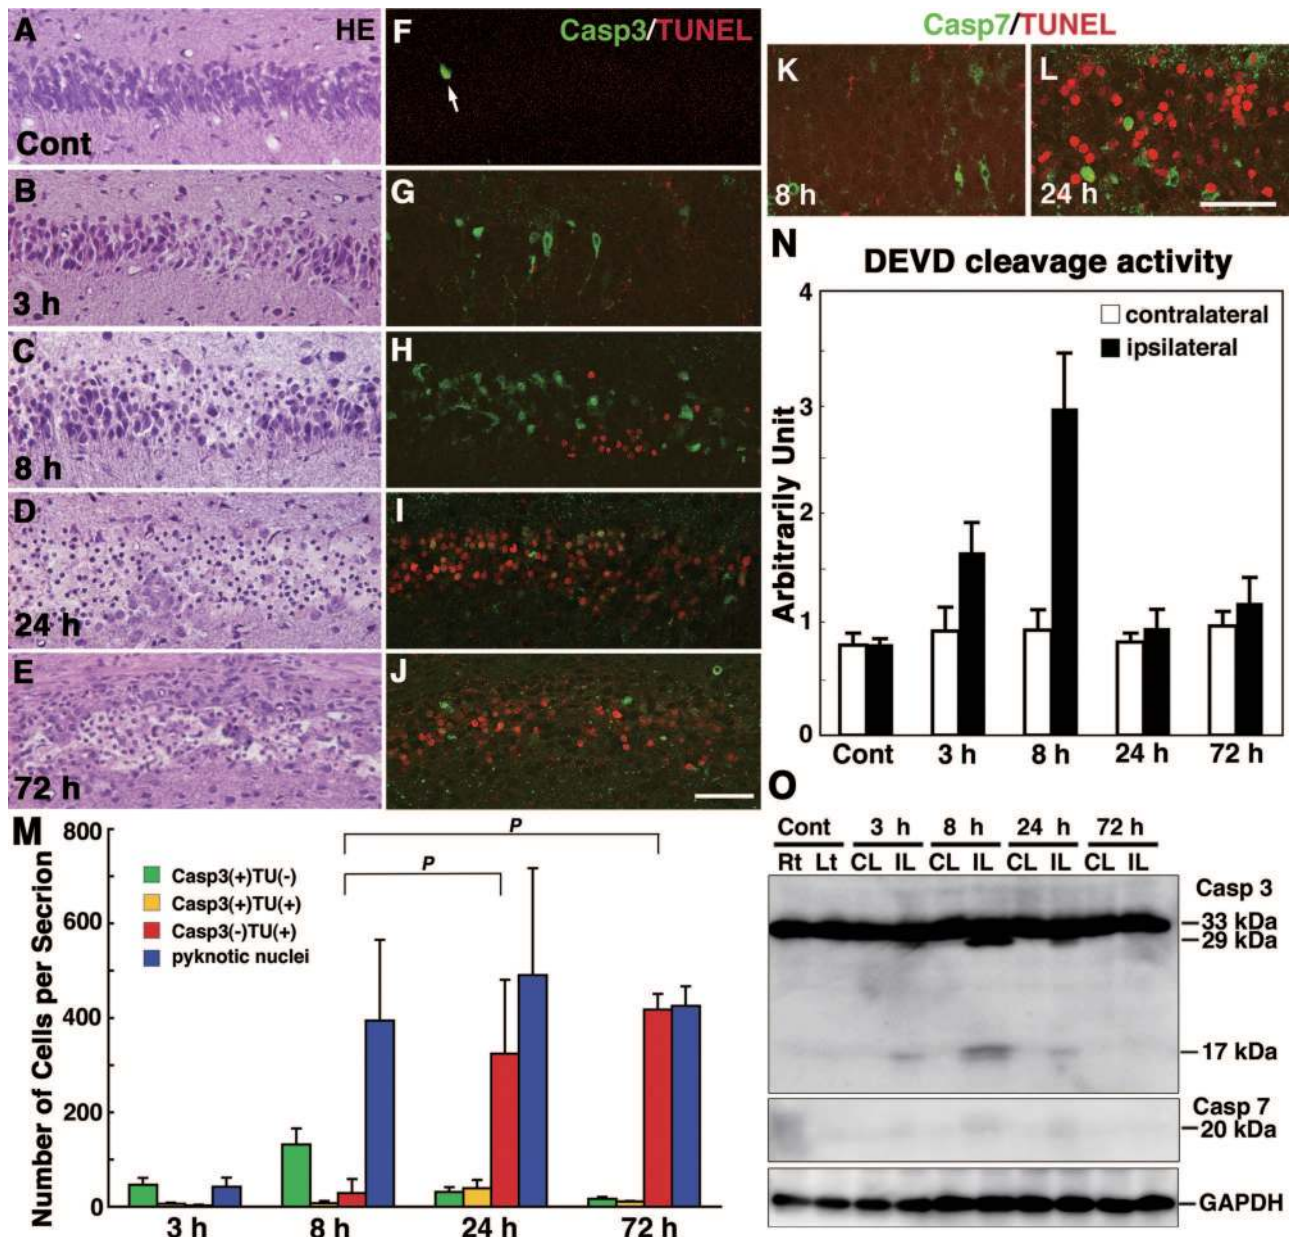 A HE
Cont
B
3 h
C
8 h
D
24 h
E
72 h
F Casp3/TUNEL
G
H
I
J
Casp7/TUNEL
K
8 h
L
24 h
M
800
600
400
200
0
Number of Cells per Secrion
P
P
Casp3(+)TU(-)
Casp3(+)TU(+)
Casp3(-)TU(+)
pyknotic nuclei
3 h 8 h 24 h 72 h
N
DEVD cleavage activity
4
3
2
1
0
Arbitrarily Unit
contralateral
ipsilateral
Cont 3 h 8 h 24 h 72 h
O
Cont 3 h 8 h 24 h 72 h
Rt Lt CL IL CL IL CL IL CL IL
Casp 3
33 kDa
29 kDa
17 kDa
Casp 7
20 kDa
GAPDH